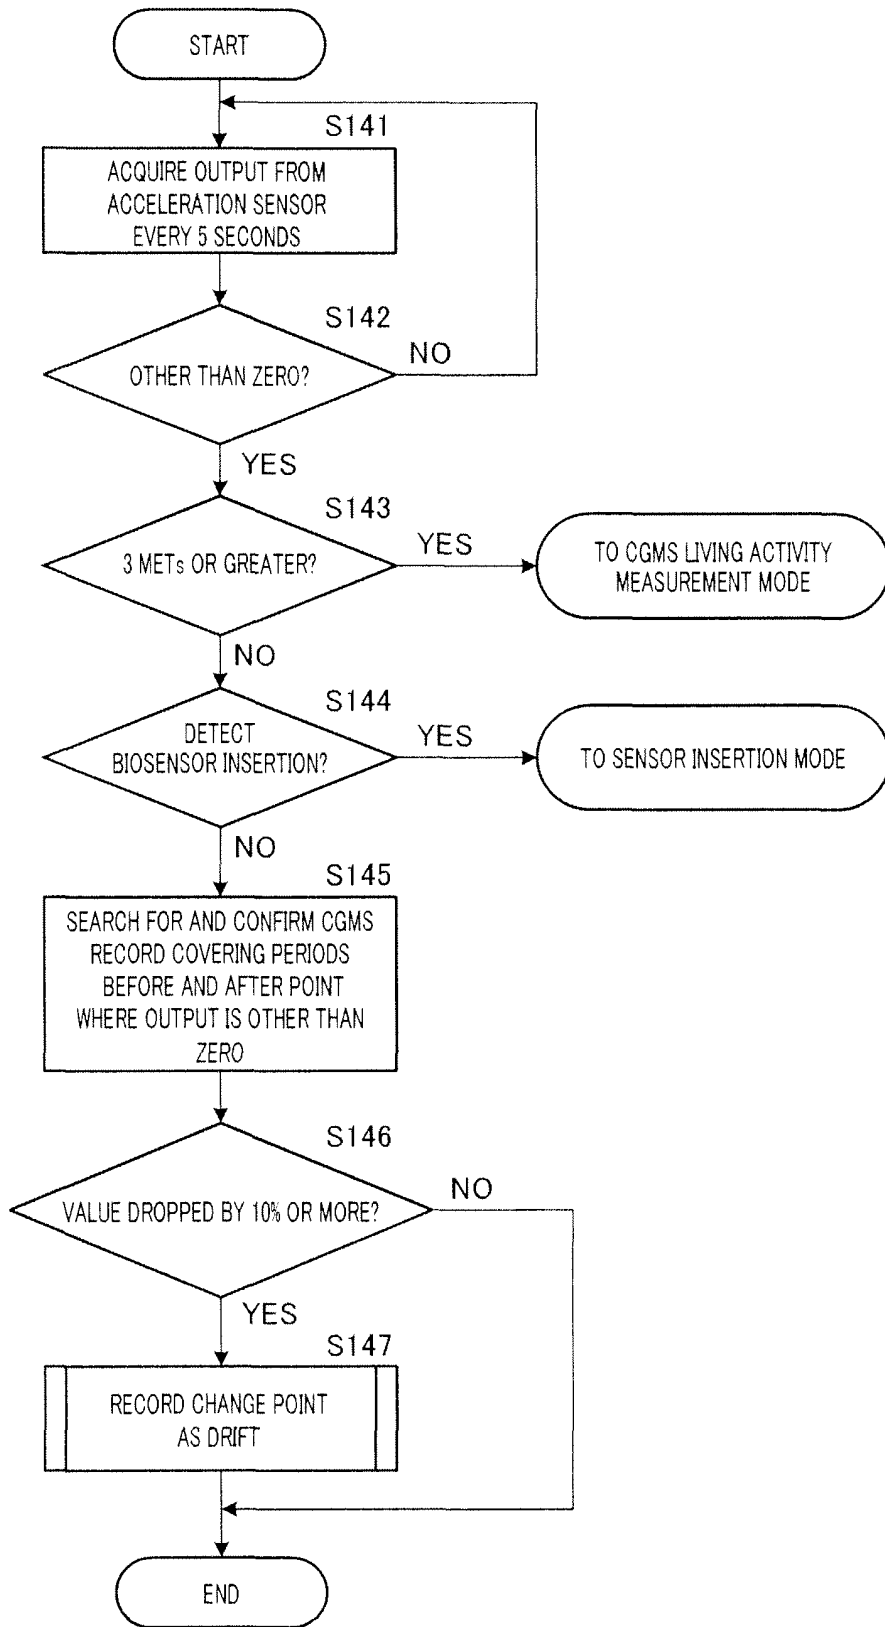 START
S141
ACQUIRE OUTPUT FROM
ACCELERATION SENSOR
EVERY 5 SECONDS
S142
OTHER THAN ZERO?
NO
YES
S143
3 METs OR GREATER?
YES
TO CGMS LIVING ACTIVITY
MEASUREMENT MODE
NO
S144
DETECT
BIOSENSOR INSERTION?
YES
TO SENSOR INSERTION MODE
NO
S145
SEARCH FOR AND CONFIRM CGMS
RECORD COVERING PERIODS
BEFORE AND AFTER POINT
WHERE OUTPUT IS OTHER THAN
ZERO
S146
VALUE DROPPED BY 10% OR MORE?
NO
YES
S147
RECORD CHANGE POINT
AS DRIFT
END